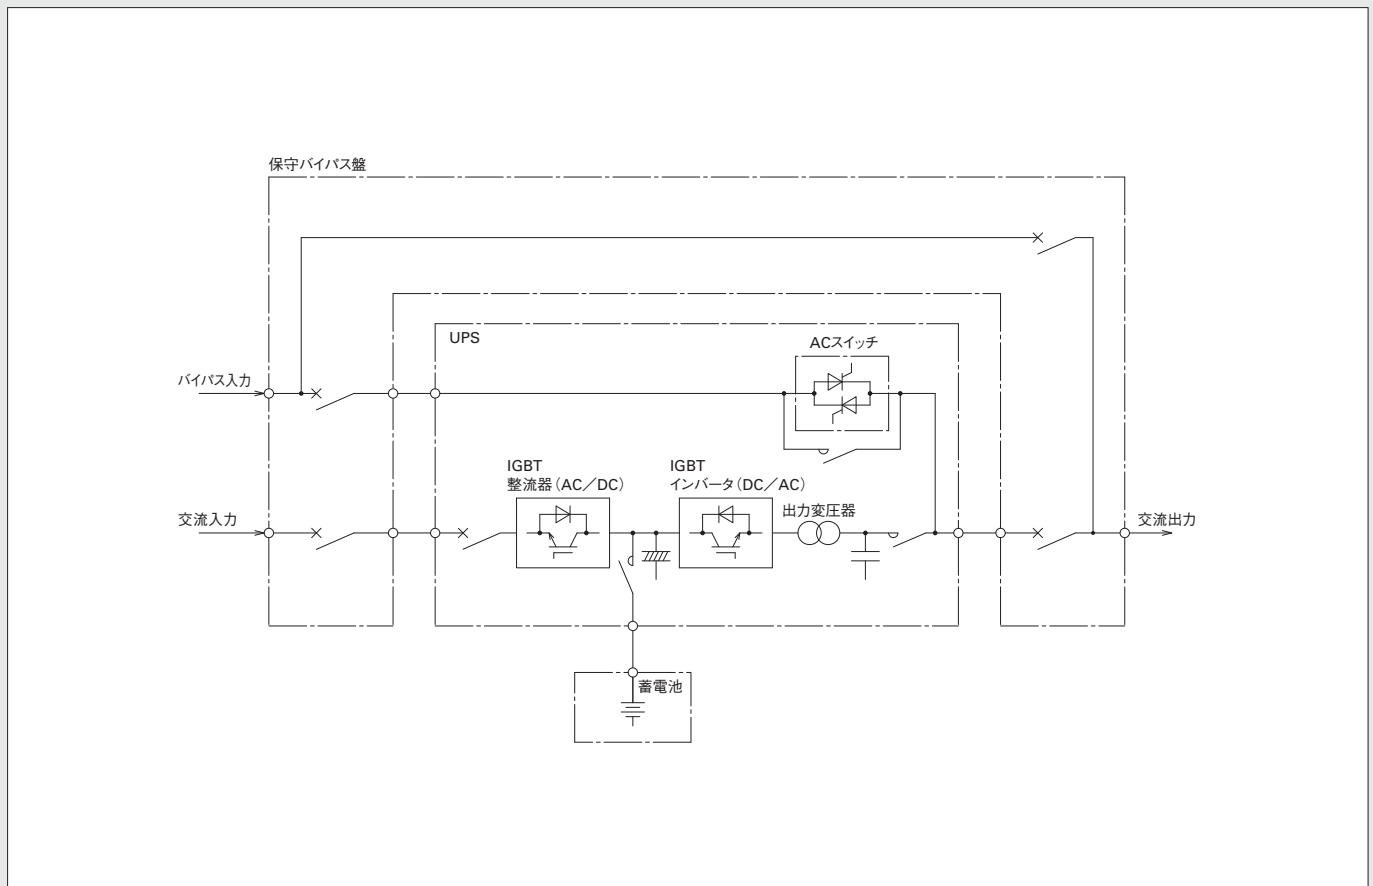 保守バイパス盤
UPS
ACスイッチ
バイパス入力
IGBT
整流器(AC/DC)
IGBT
インバータ(DC/AC)
出力変圧器
交流入力
交流出力
蓄電池